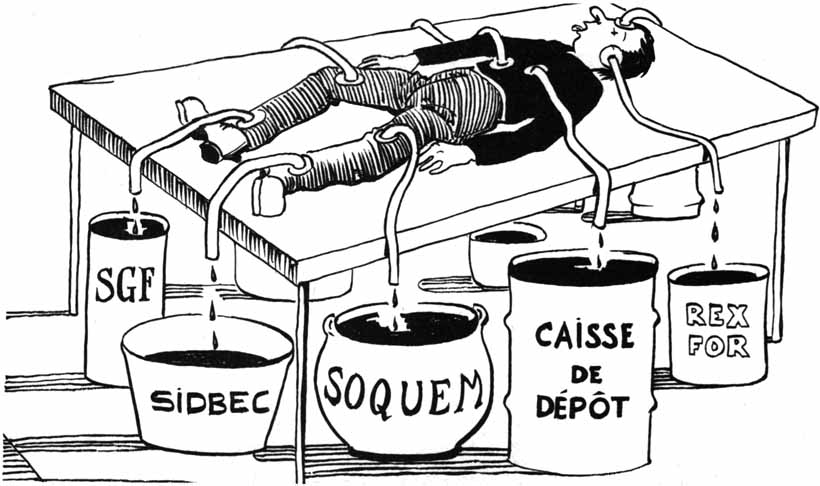 SGF
SIDBEC
SOQUEM
CAISSE
DE
DÉPÔT
REX
FOR